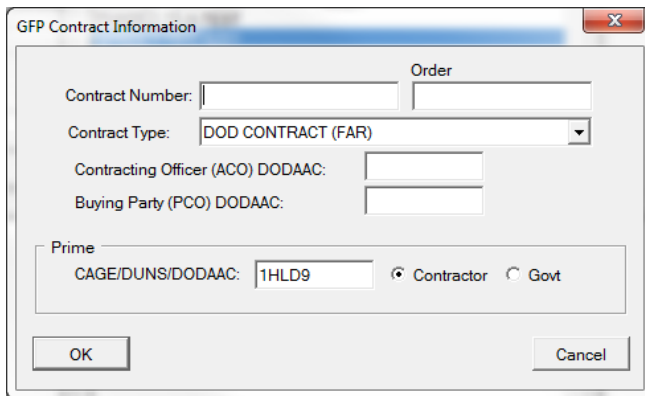 GFP Contract Information
Order
Contract Number:
Contract Type: DOD CONTRACT (FAR)
Contracting Officer (ACO) DODAAC:
Buying Party (PCO) DODAAC:
Prime
CAGE/DUNS/DODAAC: 1HLD9 Contractor Govt
OK Cancel